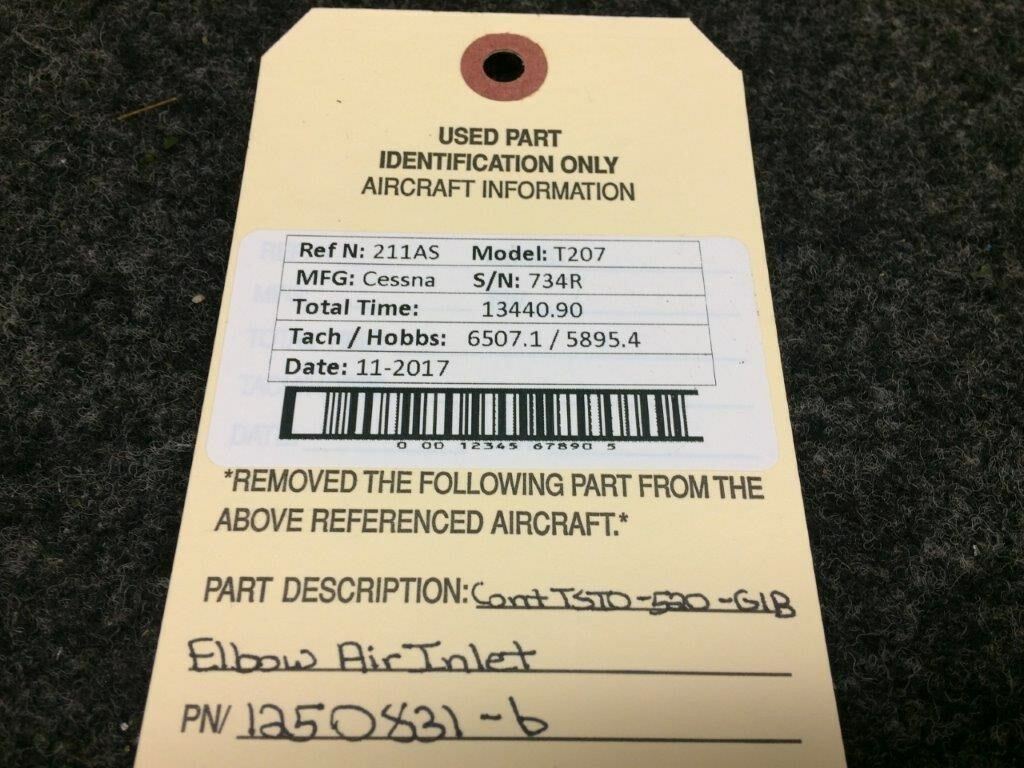 USED PART
IDENTIFICATION ONLY
AIRCRAFT INFORMATION
Ref N: 211AS Model: T207
MFG: Cessna S/N: 734R
Total Time: 13440.90
Tach / Hobbs: 6507.1 / 5895.4
Date: 11-2017
0 00 12345 67890 5
*REMOVED THE FOLLOWING PART FROM THE
ABOVE REFERENCED AIRCRAFT.*
PART DESCRIPTION: Cont TSIO-520-G1B
Elbow Air Inlet
PN/ 1250831-6